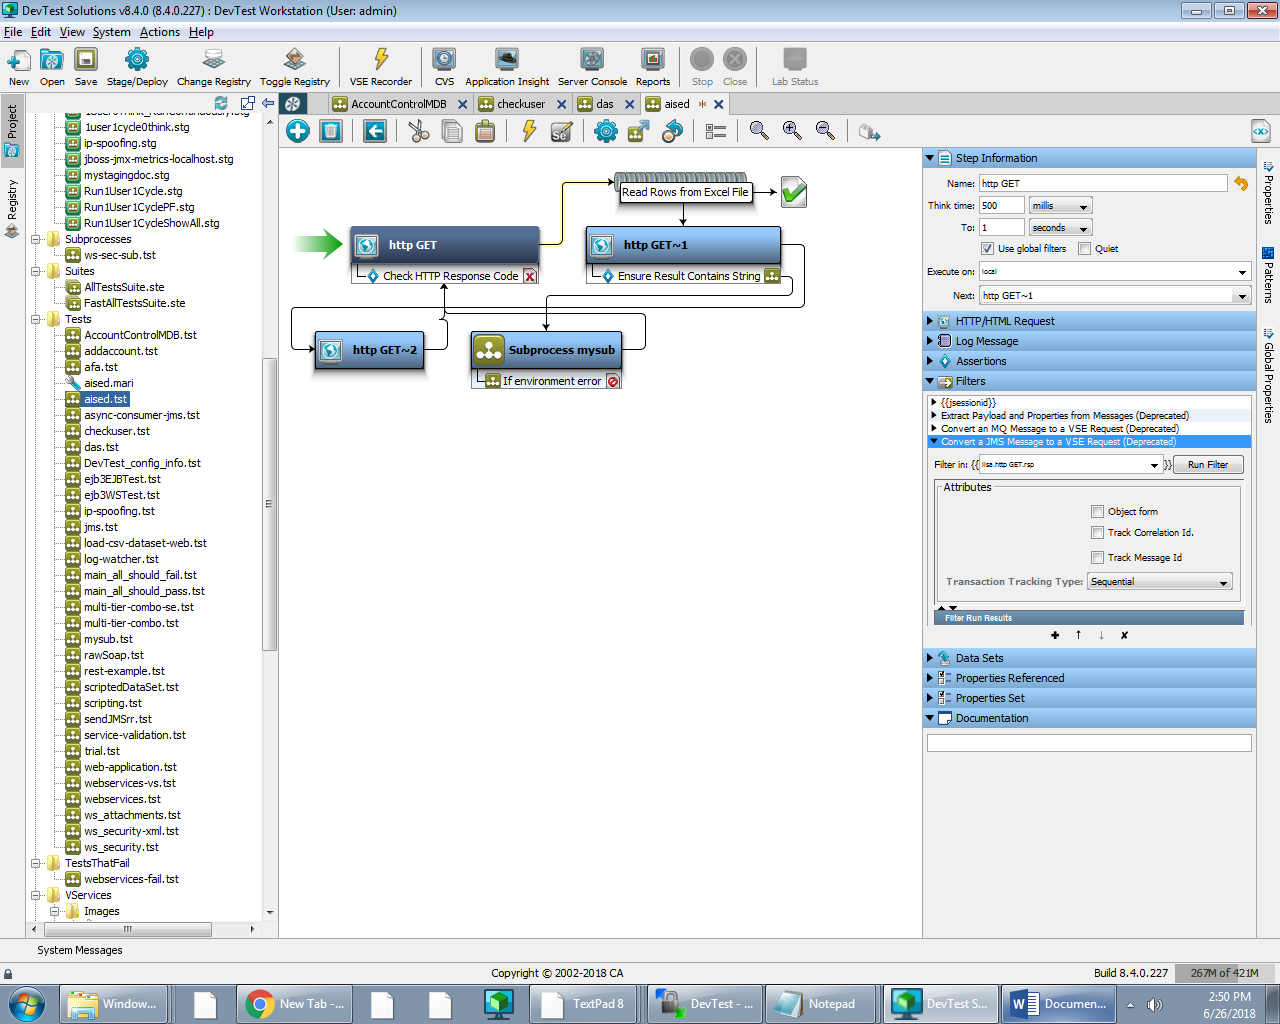 DevTest Solutions v8.4.0 (8.4.0.227) : DevTest Workstation (User: admin)
File Edit View System Actions Help
New Open Save Stage/Deploy Change Registry Toggle Registry VSE Recorder CVS Application Insight Server Console Reports Stop Close Lab Status
Project
Registry
1user1cycle0think.stg
ip-spoofing.stg
jboss-jmx-metrics-localhost.stg
mystagingdoc.stg
Run1User1Cycle.stg
Run1User1CyclePF.stg
Run1User1CycleShowAll.stg
Subprocesses
ws-sec-sub.tst
Suites
AllTestsSuite.ste
FastAllTestsSuite.ste
Tests
AccountControlMDB.tst
addaccount.tst
afa.tst
aised.mari
aised.tst
async-consumer-jms.tst
checkuser.tst
das.tst
DevTest_config_info.tst
ejb3EJBTest.tst
ejb3WSTest.tst
ip-spoofing.tst
jms.tst
load-csv-dataset-web.tst
log-watcher.tst
main_all_should_fail.tst
main_all_should_pass.tst
multi-tier-combo-se.tst
multi-tier-combo.tst
mysub.tst
rawSoap.tst
rest-example.tst
scriptedDataSet.tst
scripting.tst
sendJMSrr.tst
service-validation.tst
trial.tst
web-application.tst
webservices-vs.tst
webservices.tst
ws_attachments.tst
ws_security-xml.tst
ws_security.tst
TestsThatFail
webservices-fail.tst
VServices
Images
AccountControlMDB checkuser das aised
Read Rows from Excel File
http GET
Check HTTP Response Code
http GET~1
Ensure Result Contains String
http GET~2
Subprocess mysub
If environment error
Step Information
Name: http GET
Think time: 500 millis
To: 1 seconds
Use global filters Quiet
Execute on: local
Next: http GET~1
HTTP/HTML Request
Log Message
Assertions
Filters
{{jsessionid}}
Extract Payload and Properties from Messages (Deprecated)
Convert an MQ Message to a VSE Request (Deprecated)
Convert a JMS Message to a VSE Request (Deprecated)
Filter in: {{ lisa.http GET.rsp }} Run Filter
Attributes
Object form
Track Correlation Id.
Track Message Id
Transaction Tracking Type: Sequential
Filter Run Results
Data Sets
Properties Referenced
Properties Set
Documentation
Properties
Patterns
Global Properties
System Messages
Copyright © 2002-2018 CA
Build 8.4.0.227 267M of 421M
Window... New Tab -... TextPad 8 DevTest - ... Notepad DevTest S... Documen...
2:50 PM
6/26/2018